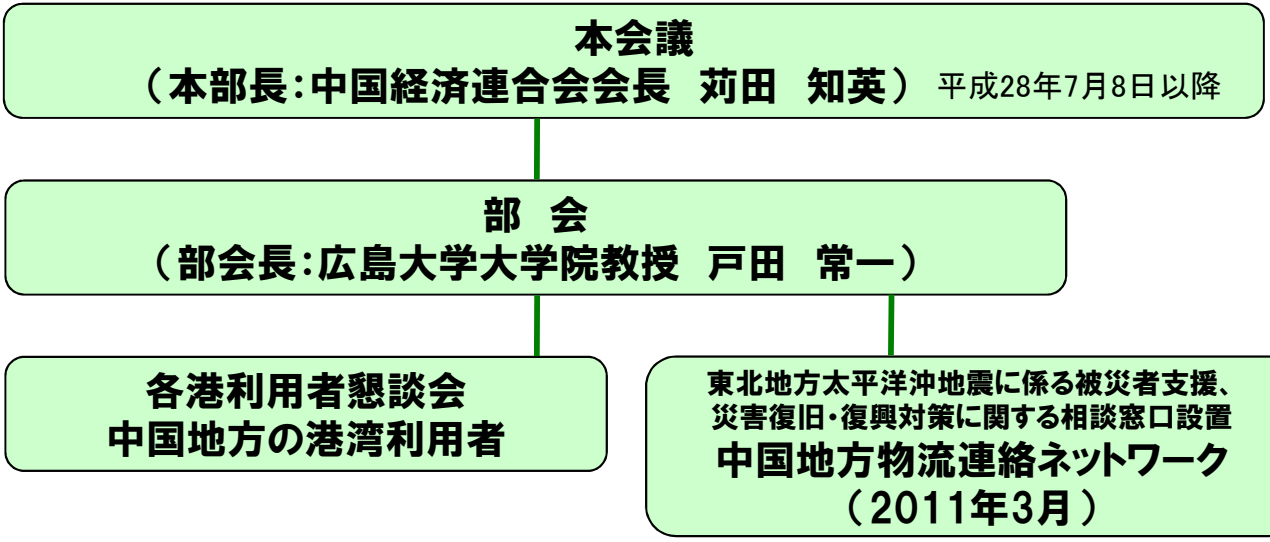 本会議
（本部長：中国経済連合会会長　苅田　知英） 平成28年7月8日以降
部　会
（部会長：広島大学大学院教授　戸田　常一）
各港利用者懇談会
中国地方の港湾利用者
東北地方太平洋沖地震に係る被災者支援、
災害復旧・復興対策に関する相談窓口設置
中国地方物流連絡ネットワーク
（2011年3月）